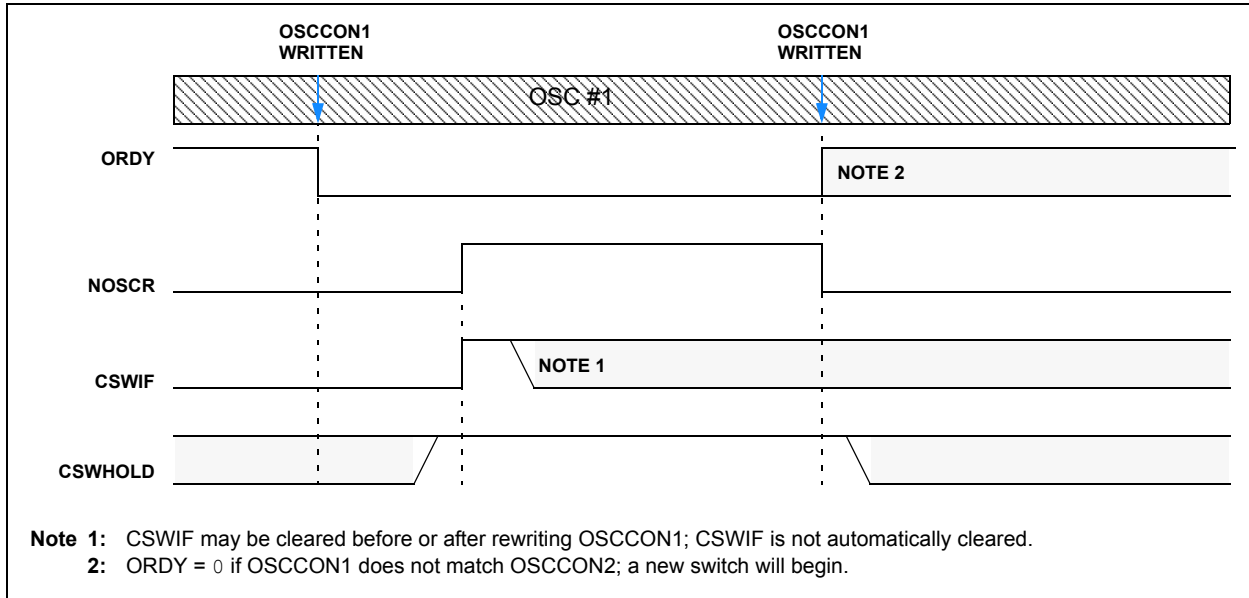 OSCCON1
WRITTEN
OSCCON1
WRITTEN
OSC #1
ORDY
NOTE 2
NOSCR
CSWIF
NOTE 1
CSWHOLD
Note 1: CSWIF may be cleared before or after rewriting OSCCON1; CSWIF is not automatically cleared.
2: ORDY = 0 if OSCCON1 does not match OSCCON2; a new switch will begin.